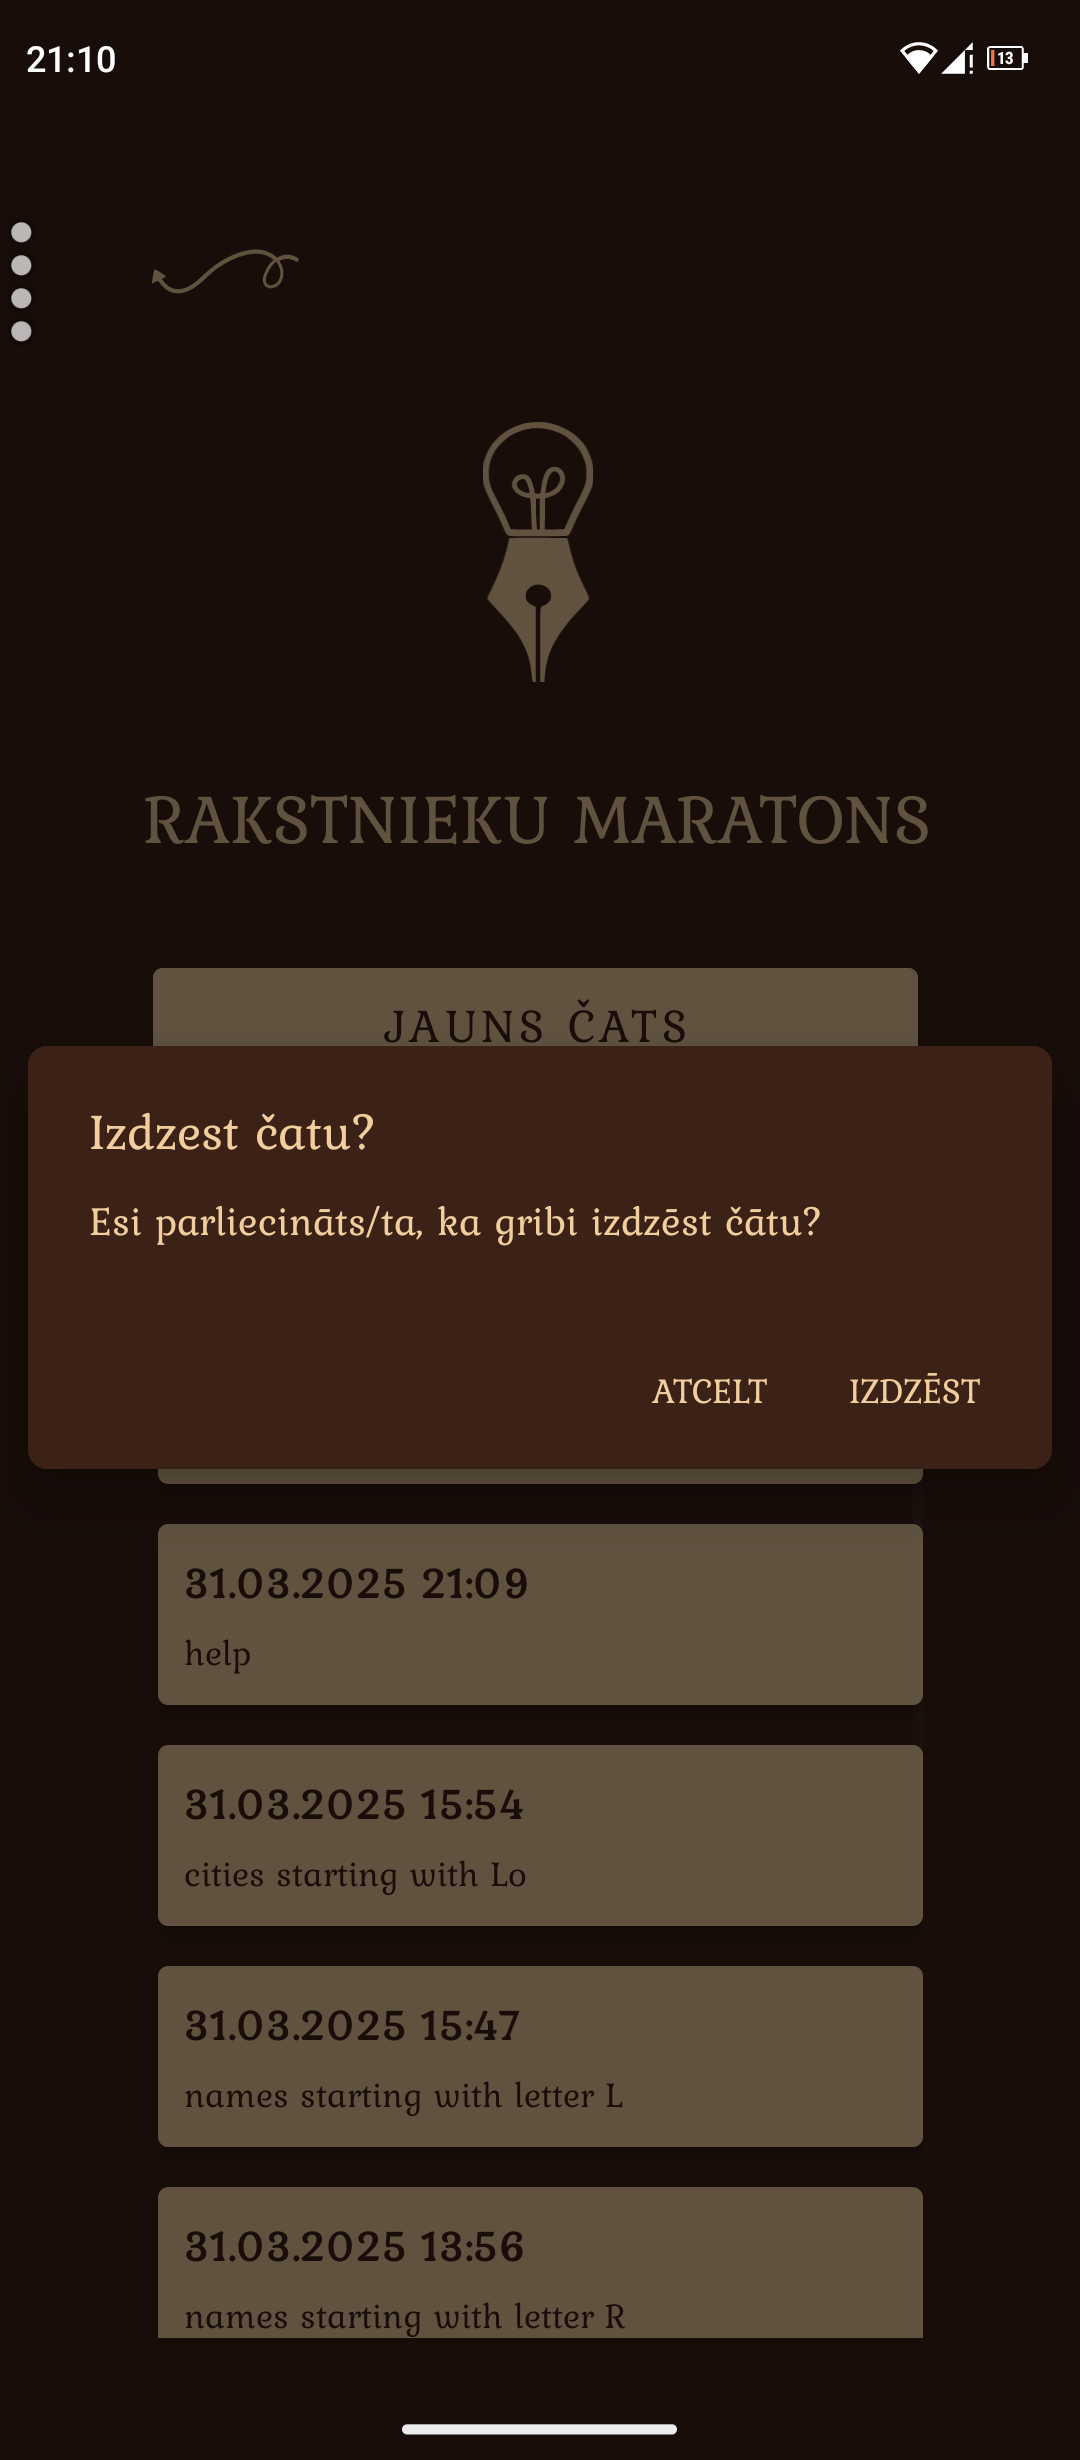 21:10
13
RAKSTNIEKU MARATONS
JAUNS ČATS
Izdzest čatu?
Esi parliecināts/ta, ka gribi izdzēst čātu?
ATCELT IZDZĒST
31.03.2025 21:09
help
31.03.2025 15:54
cities starting with Lo
31.03.2025 15:47
names starting with letter L
31.03.2025 13:56
names starting with letter R